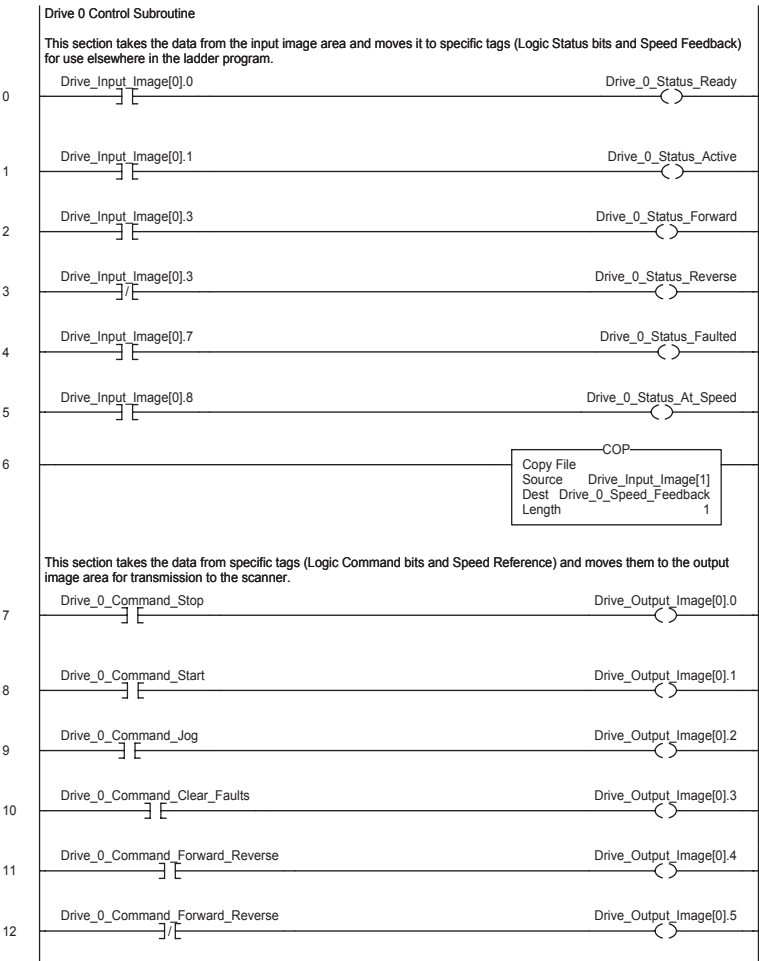 Drive 0 Control Subroutine
This section takes the data from the input image area and moves it to specific tags (Logic Status bits and Speed Feedback)
for use elsewhere in the ladder program.
Drive_Input_Image[0].0 Drive_0_Status_Ready
0
Drive_Input_Image[0].1 Drive_0_Status_Active
1
Drive_Input_Image[0].3 Drive_0_Status_Forward
2
Drive_Input_Image[0].3 Drive_0_Status_Reverse
/
3
Drive_Input_Image[0].7 Drive_0_Status_Faulted
4
Drive_Input_Image[0].8 Drive_0_Status_At_Speed
5
COP
6
Copy File
Source Drive_Input_Image[1]
Dest Drive_0_Speed_Feedback
Length 1
This section takes the data from specific tags (Logic Command bits and Speed Reference) and moves them to the output
image area for transmission to the scanner.
Drive_0_Command_Stop Drive_Output_Image[0].0
7
Drive_0_Command_Start Drive_Output_Image[0].1
8
Drive_0_Command_Jog Drive_Output_Image[0].2
9
Drive_0_Command_Clear_Faults Drive_Output_Image[0].3
10
Drive_0_Command_Forward_Reverse Drive_Output_Image[0].4
11
Drive_0_Command_Forward_Reverse Drive_Output_Image[0].5
/
12